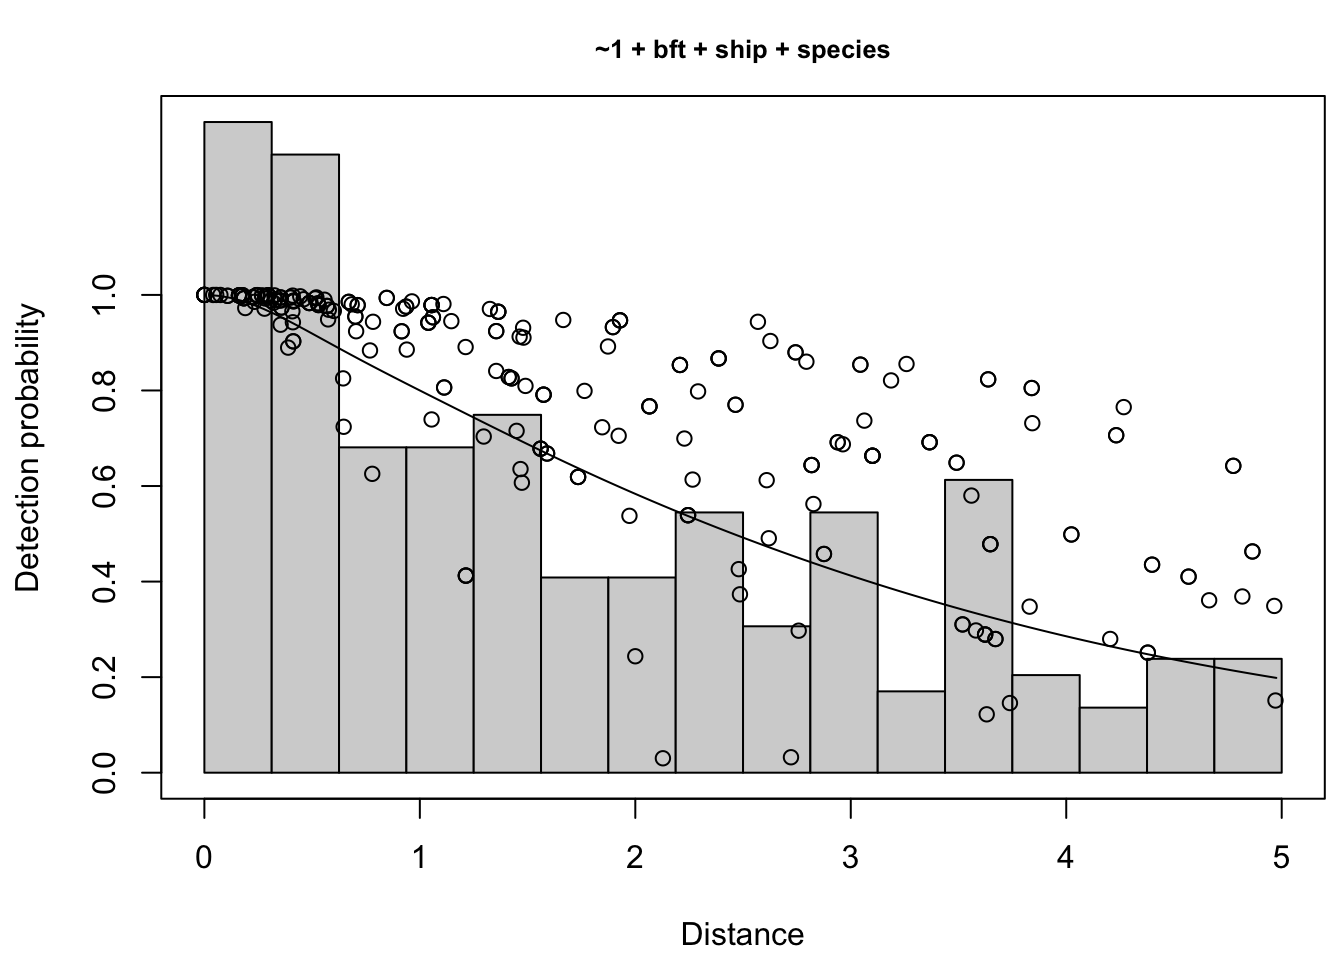 ~1 + bft + ship + species
Detection probability
1.0
0.8
0.6
0.4
0.2
0.0
0 1 2 3 4 5
Distance